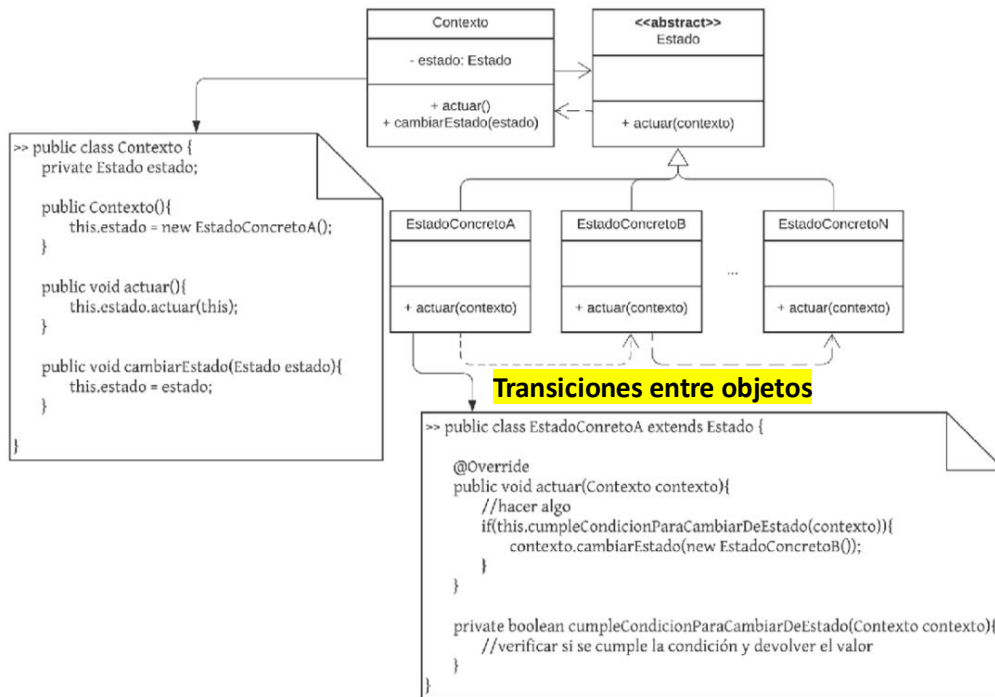 Contexto
- estado: Estado
+ actuar()
+ cambiarEstado(estado)
<<abstract>>
Estado
+ actuar(contexto)
>> public class Contexto {
private Estado estado;
public Contexto(){
this.estado = new EstadoConcretoA();
}
public void actuar(){
this.estado.actuar(this);
}
public void cambiarEstado(Estado estado){
this.estado = estado;
}
}
EstadoConcretoA
+ actuar(contexto)
EstadoConcretoB
+ actuar(contexto)
...
EstadoConcretoN
+ actuar(contexto)
Transiciones entre objetos
>> public class EstadoConretoA extends Estado {
@Override
public void actuar(Contexto contexto){
//hacer algo
if(this.cumpleCondicionParaCambiarDeEstado(contexto)){
contexto.cambiarEstado(new EstadoConcretoB());
}
}
private boolean cumpleCondicionParaCambiarDeEstado(Contexto contexto){
//verificar si se cumple la condición y devolver el valor
}
}